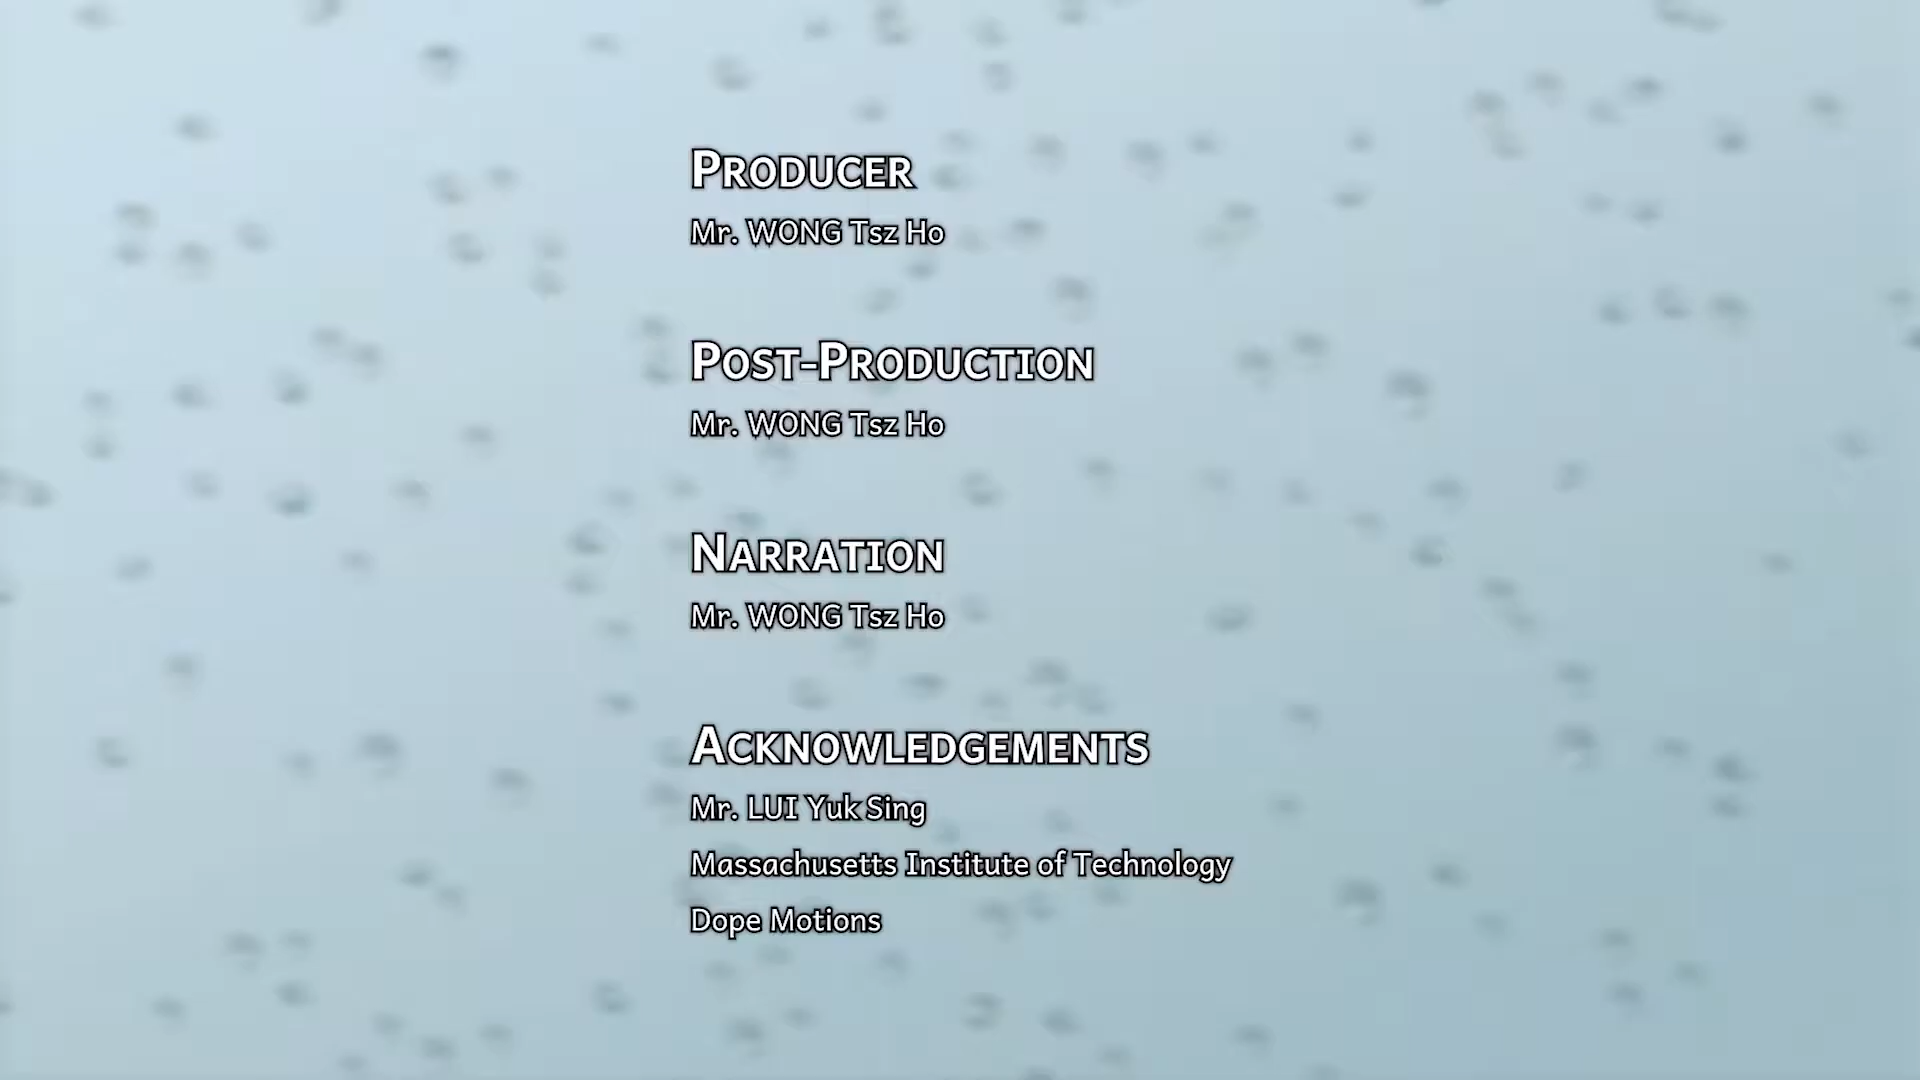 PRODUCER
Mr. WONG Tsz Ho
POST-PRODUCTION
Mr. WONG Tsz Ho
NARRATION
Mr. WONG Tsz Ho
ACKNOWLEDGEMENTS
Mr. LUI Yuk Sing
Massachusetts Institute of Technology
Dope Motions